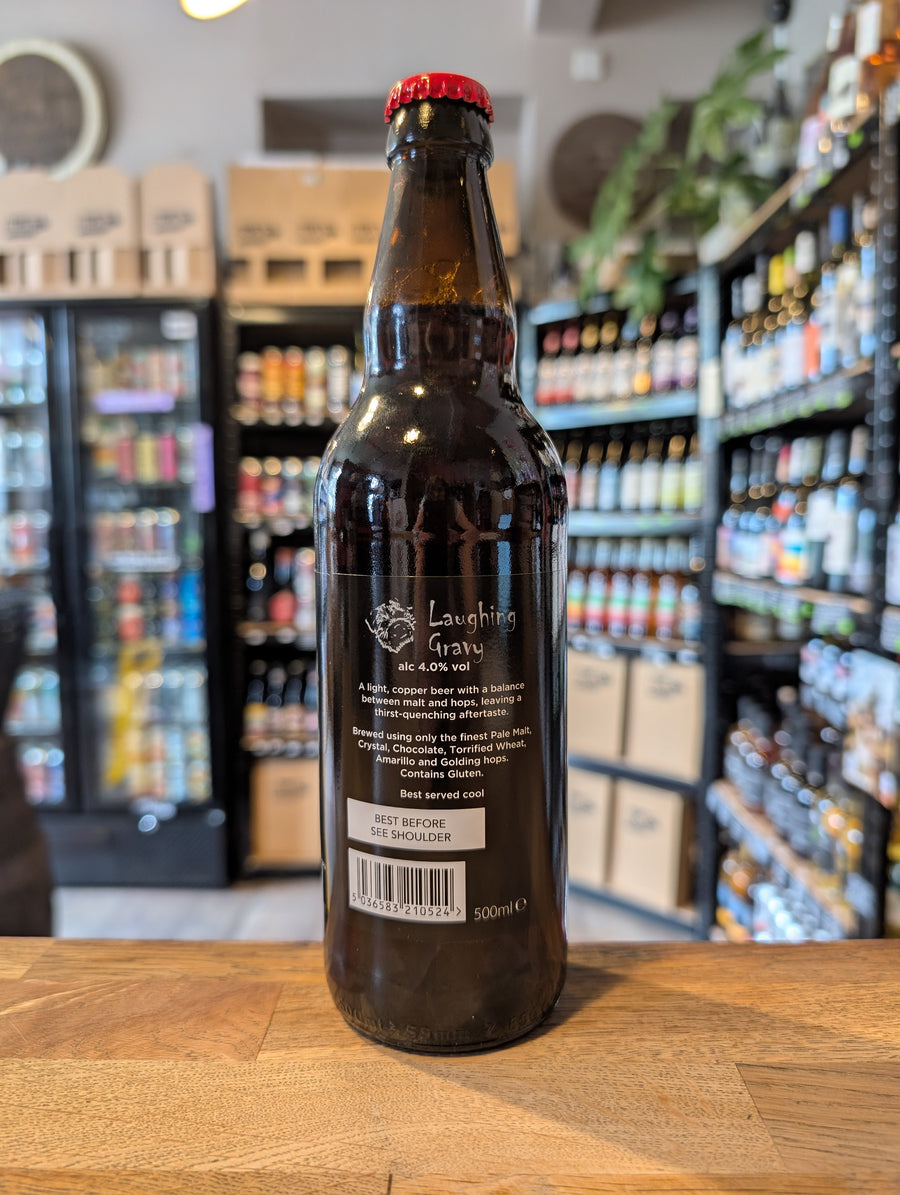 Laughing
Gravy
alc 4.0% vol
A light, copper beer with a balance
between malt and hops, leaving a
thirst-quenching aftertaste.
Brewed using only the finest Pale Malt,
Crystal, Chocolate, Torrified Wheat,
Amarillo and Golding hops.
Contains Gluten.
Best served cool
BEST BEFORE
SEE SHOULDER
5 036583 210524 >
500ml e